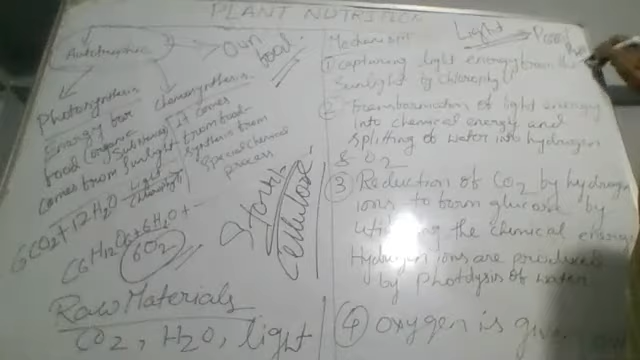 PLANT NUTRITION
Autotrophic
Own
food
Photosynthesis
Energy for
food (organic
substances)
comes from sunlight
Chemosynthesis
It comes
from food
synthesis from
special chemical
process
6CO2 + 12H2O Light
Chlorophyll
C6H12O6 + 6H2O +
6O2
Starch
Cellulose
Raw Materials
CO2, H2O, light
Mechanism
Light
① capturing light energy from the
sunlight by chlorophyll
② Transformation of light energy
into chemical energy and
splitting of water into hydrogen
& O2
③ Reduction of CO2 by hydrogen
ions to form glucose by
utilizing the chemical energy
Hydrogen ions are produced
by photolysis of water
④ oxygen is given